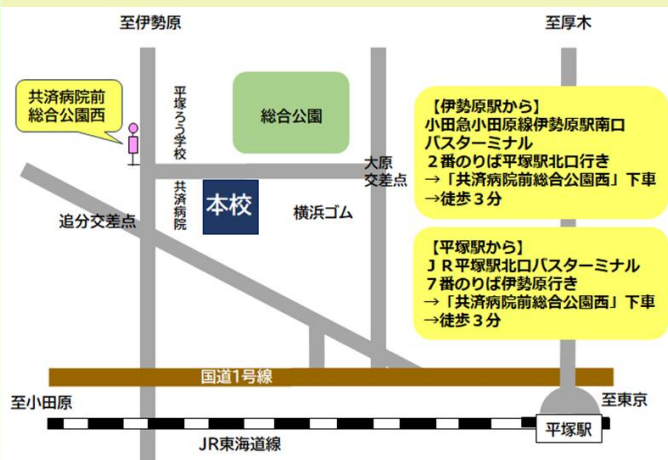 至伊勢原
至厚木
共済病院前
総合公園西
平塚ろう学校
総合公園
大原
交差点
共済病院
本校
横浜ゴム
追分交差点
【伊勢原駅から】
小田急小田原線伊勢原駅南口
バスターミナル
２番のりば平塚駅北口行き
→「共済病院前総合公園西」下車
→徒歩３分
【平塚駅から】
ＪＲ平塚駅北口バスターミナル
７番のりば伊勢原行き
→「共済病院前総合公園西」下車
→徒歩３分
国道1号線
至小田原
至東京
平塚駅
JR東海道線